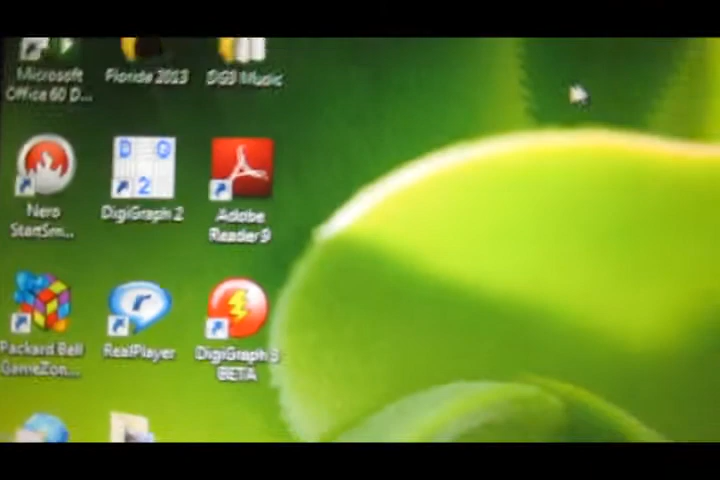 Microsoft
Office 60 D...
Florida 2013
DG3 Music
Nero
StartSm...
D G
2
DigiGraph 2
Adobe
Reader 9
Packard Bell
GameZon...
r
RealPlayer
DigiGraph 3
BETA